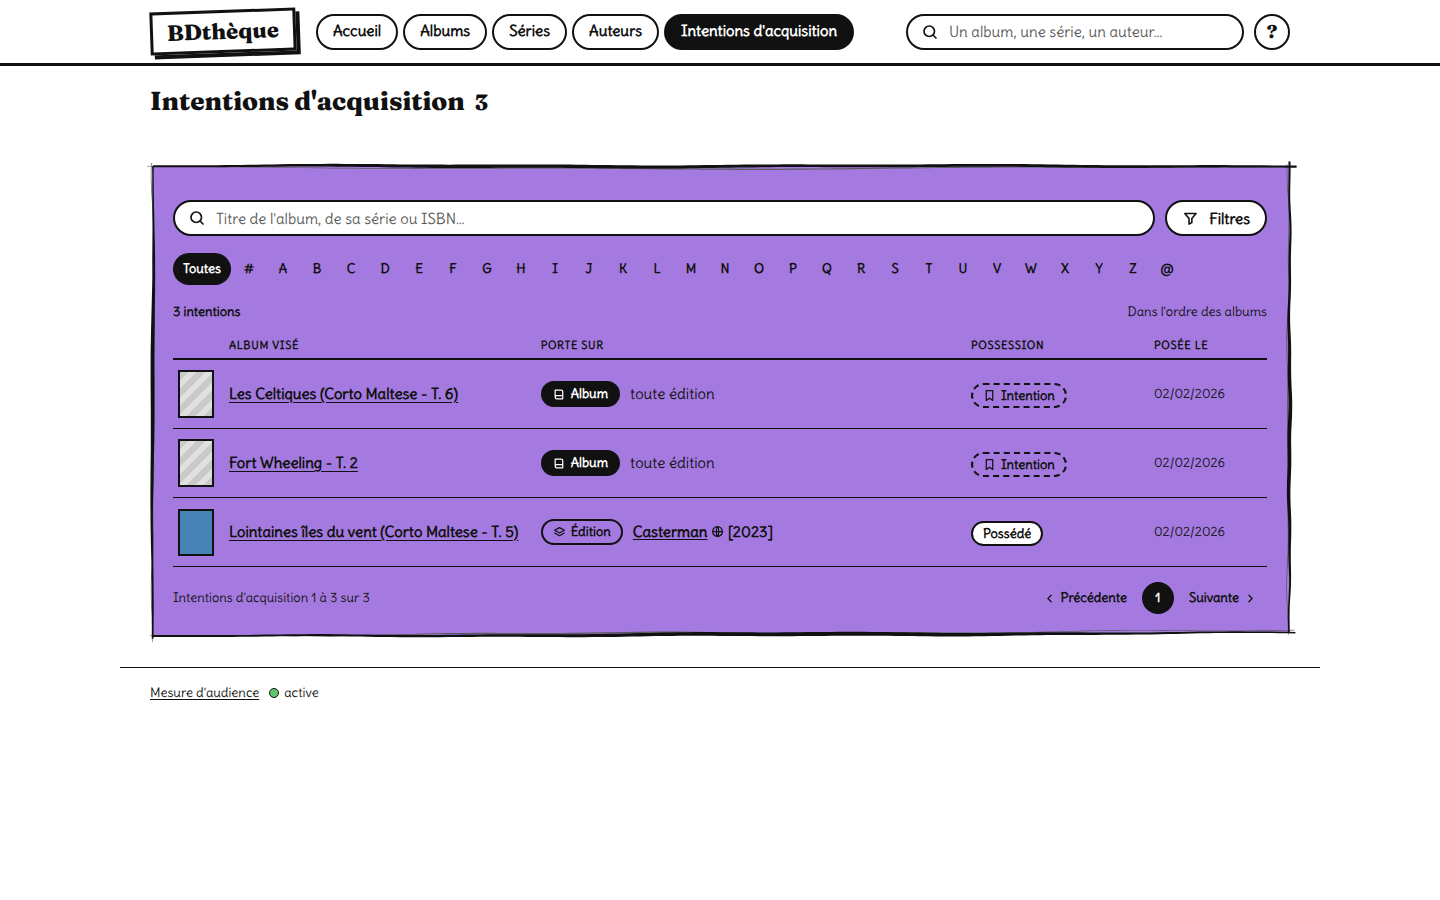 BDthèque Accueil Albums Séries Auteurs Intentions d'acquisition Un album, une série, un auteur... ?
Intentions d'acquisition 3
Titre de l'album, de sa série ou ISBN... Filtres
Toutes # A B C D E F G H I J K L M N O P Q R S T U V W X Y Z @
3 intentions Dans l'ordre des albums
ALBUM VISÉ PORTE SUR POSSESSION POSÉE LE
Les Celtiques (Corto Maltese - T. 6) Album toute édition Intention 02/02/2026
Fort Wheeling - T. 2 Album toute édition Intention 02/02/2026
Lointaines îles du vent (Corto Maltese - T. 5) Édition Casterman [2023] Possédé 02/02/2026
Intentions d'acquisition 1 à 3 sur 3 Précédente 1 Suivante
Mesure d'audience active